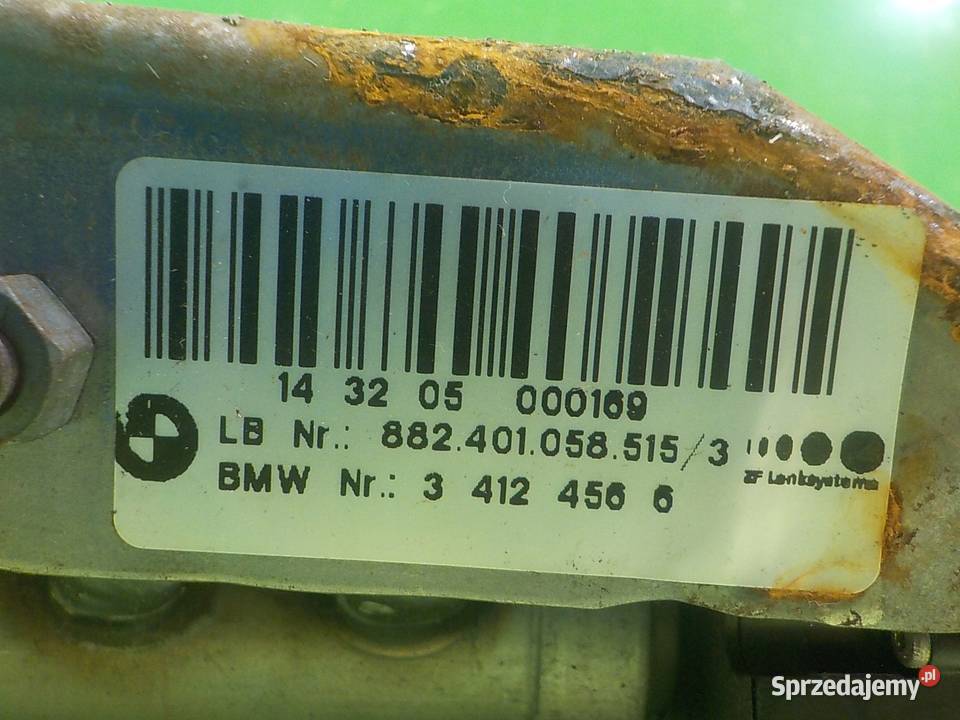 14 32 05 000169
LB Nr.: 882.401.058.515/3
BMW Nr.: 3 412 456 6
ZF Lenksysteme
Sprzedajemy.pl